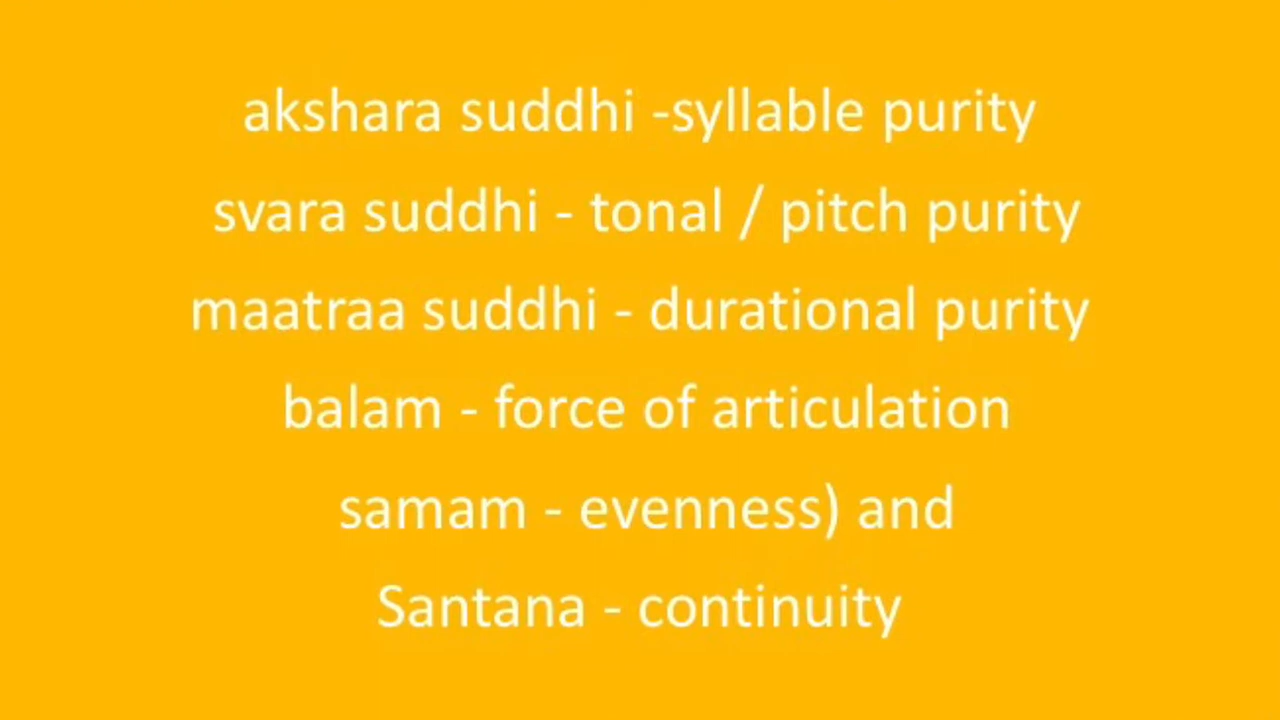 akshara suddhi -syllable purity
svara suddhi - tonal / pitch purity
maatraa suddhi - durational purity
balam - force of articulation
samam - evenness) and
Santana - continuity